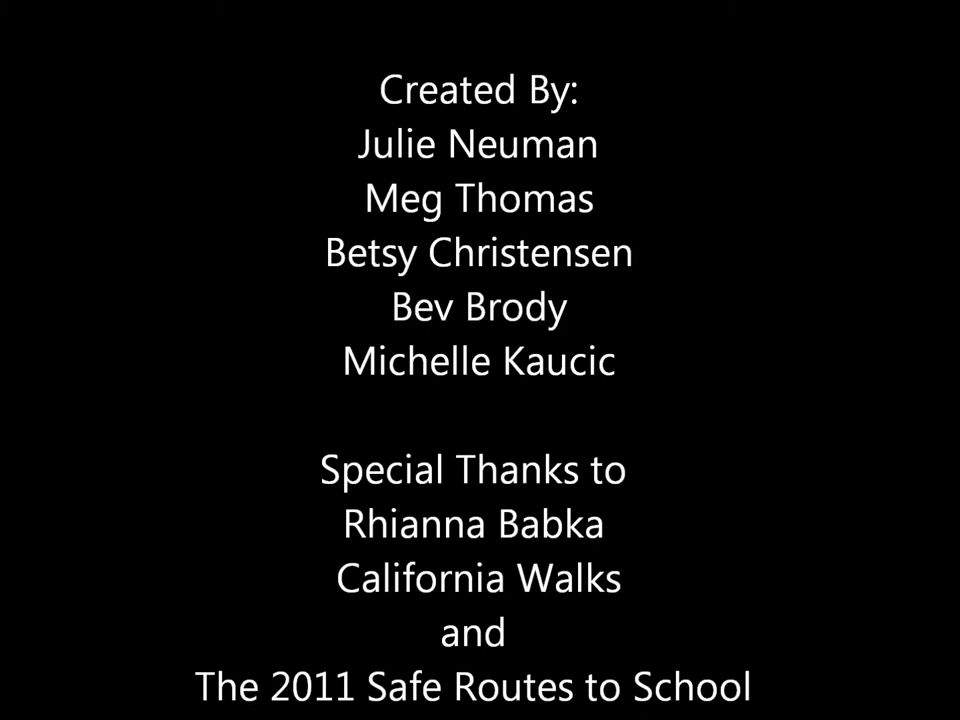 Created By:
Julie Neuman
Meg Thomas
Betsy Christensen
Bev Brody
Michelle Kaucic
Special Thanks to
Rhianna Babka
California Walks
and
The 2011 Safe Routes to School